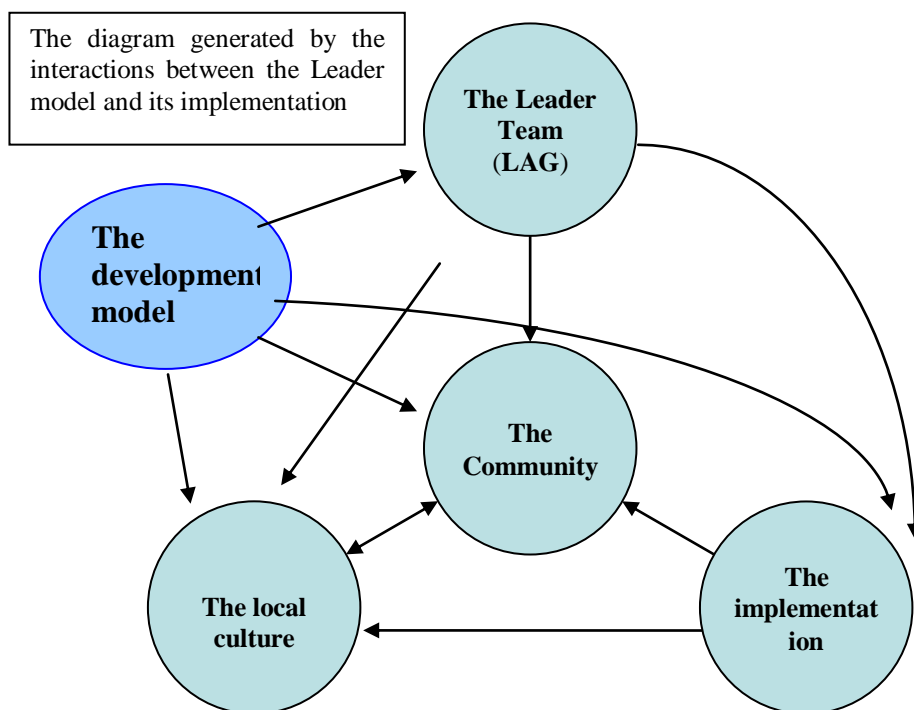 The diagram generated by the
interactions between the Leader
model and its implementation
The Leader
Team
(LAG)
The
development
model
The
Community
The local
culture
The
implementat
ion